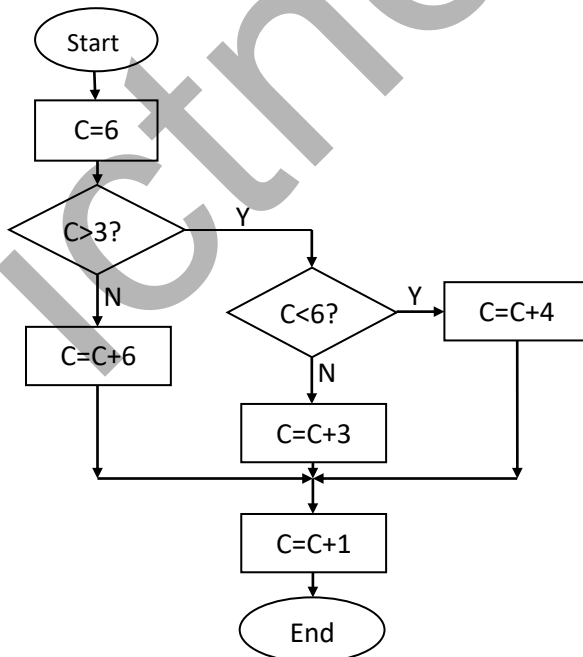 Start
C=6
C>3?
Y
N
C=C+6
C<6?
Y
C=C+4
N
C=C+3
C=C+1
End